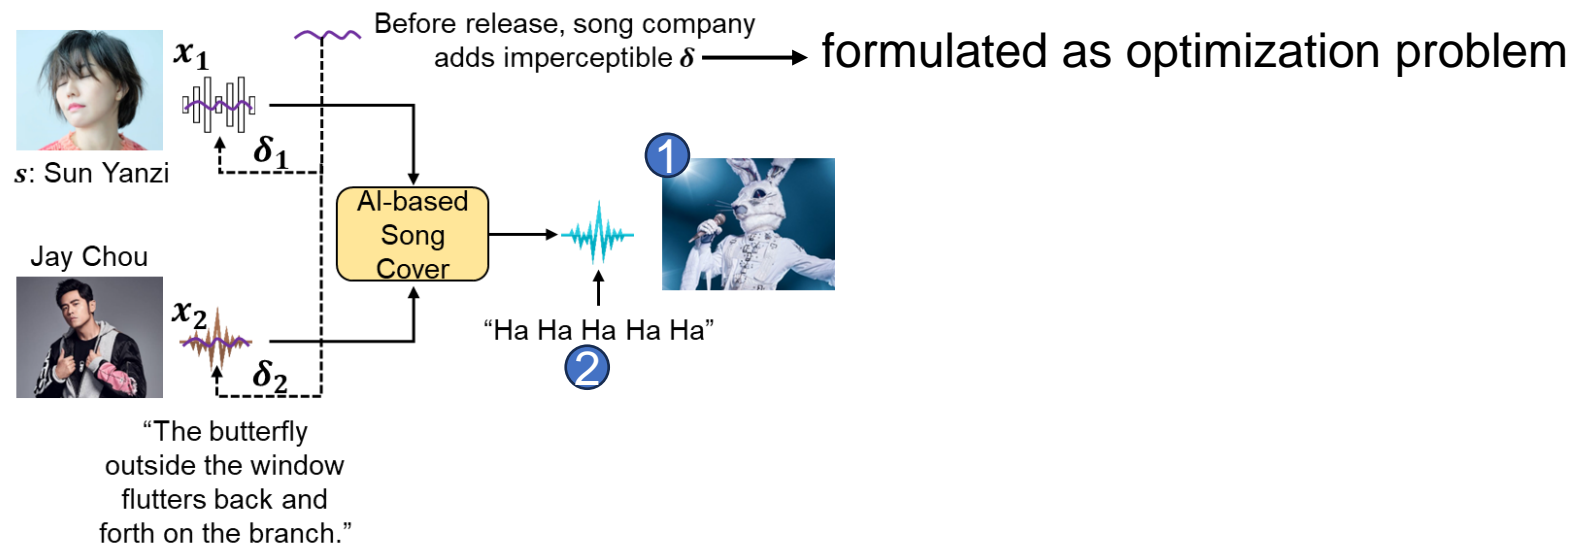 Before release, song company
adds imperceptible δ
formulated as optimization problem
x₁
δ₁
s: Sun Yanzi
1
AI-based
Song
Cover
Jay Chou
x₂
δ₂
“Ha Ha Ha Ha Ha”
2
“The butterfly
outside the window
flutters back and
forth on the branch.”